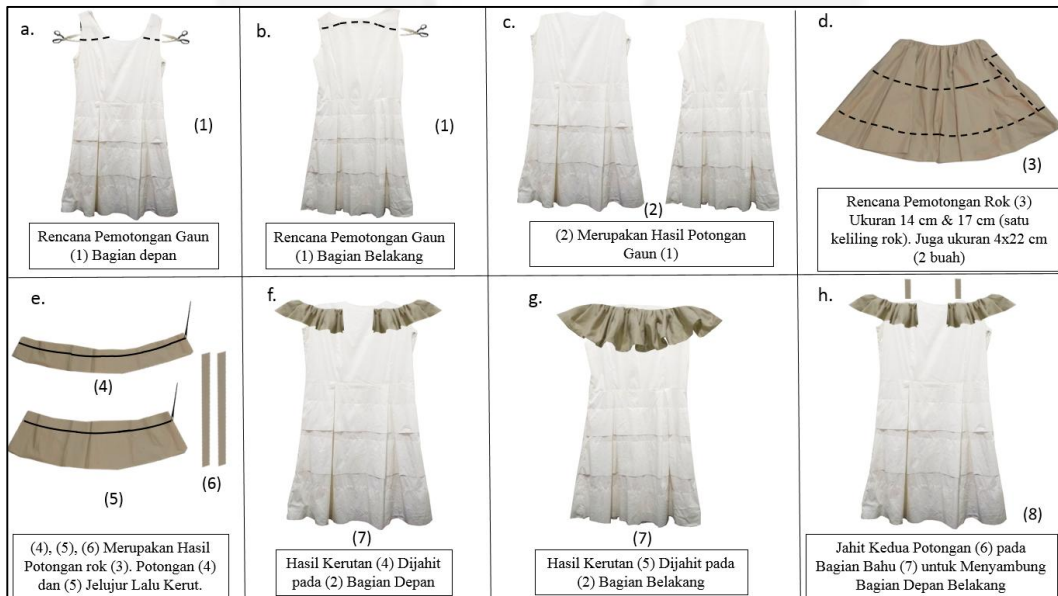 a.
(1)
Rencana Pemotongan Gaun
(1) Bagian depan
b.
(1)
Rencana Pemotongan Gaun
(1) Bagian Belakang
c.
(2)
(2) Merupakan Hasil Potongan
Gaun (1)
d.
(3)
Rencana Pemotongan Rok (3)
Ukuran 14 cm & 17 cm (satu
keliling rok). Juga ukuran 4x22 cm
(2 buah)
e.
(4)
(5)
(6)
(4), (5), (6) Merupakan Hasil
Potongan rok (3). Potongan (4)
dan (5) Jelujur Lalu Kerut.
f.
(7)
Hasil Kerutan (4) Dijahit
pada (2) Bagian Depan
g.
(7)
Hasil Kerutan (5) Dijahit pada
(2) Bagian Belakang
h.
(8)
Jahit Kedua Potongan (6) pada
Bagian Bahu (7) untuk Menyambung
Bagian Depan Belakang